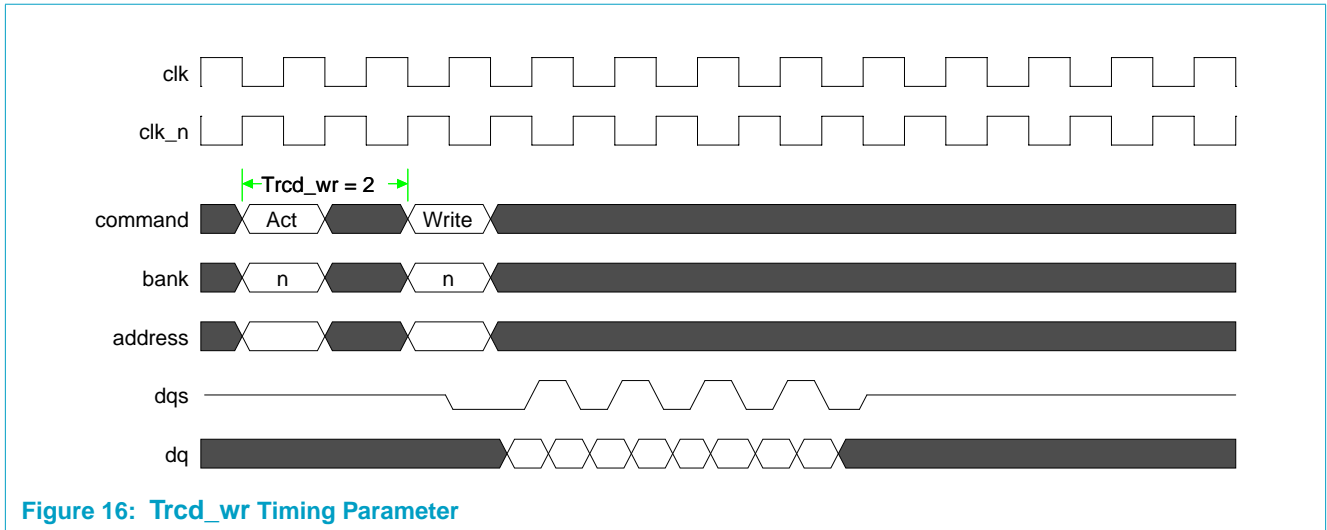 clk
clk_n
Trcd_wr = 2
command Act Write
bank n n
address
dqs
dq
Figure 16: Trcd_wr Timing Parameter